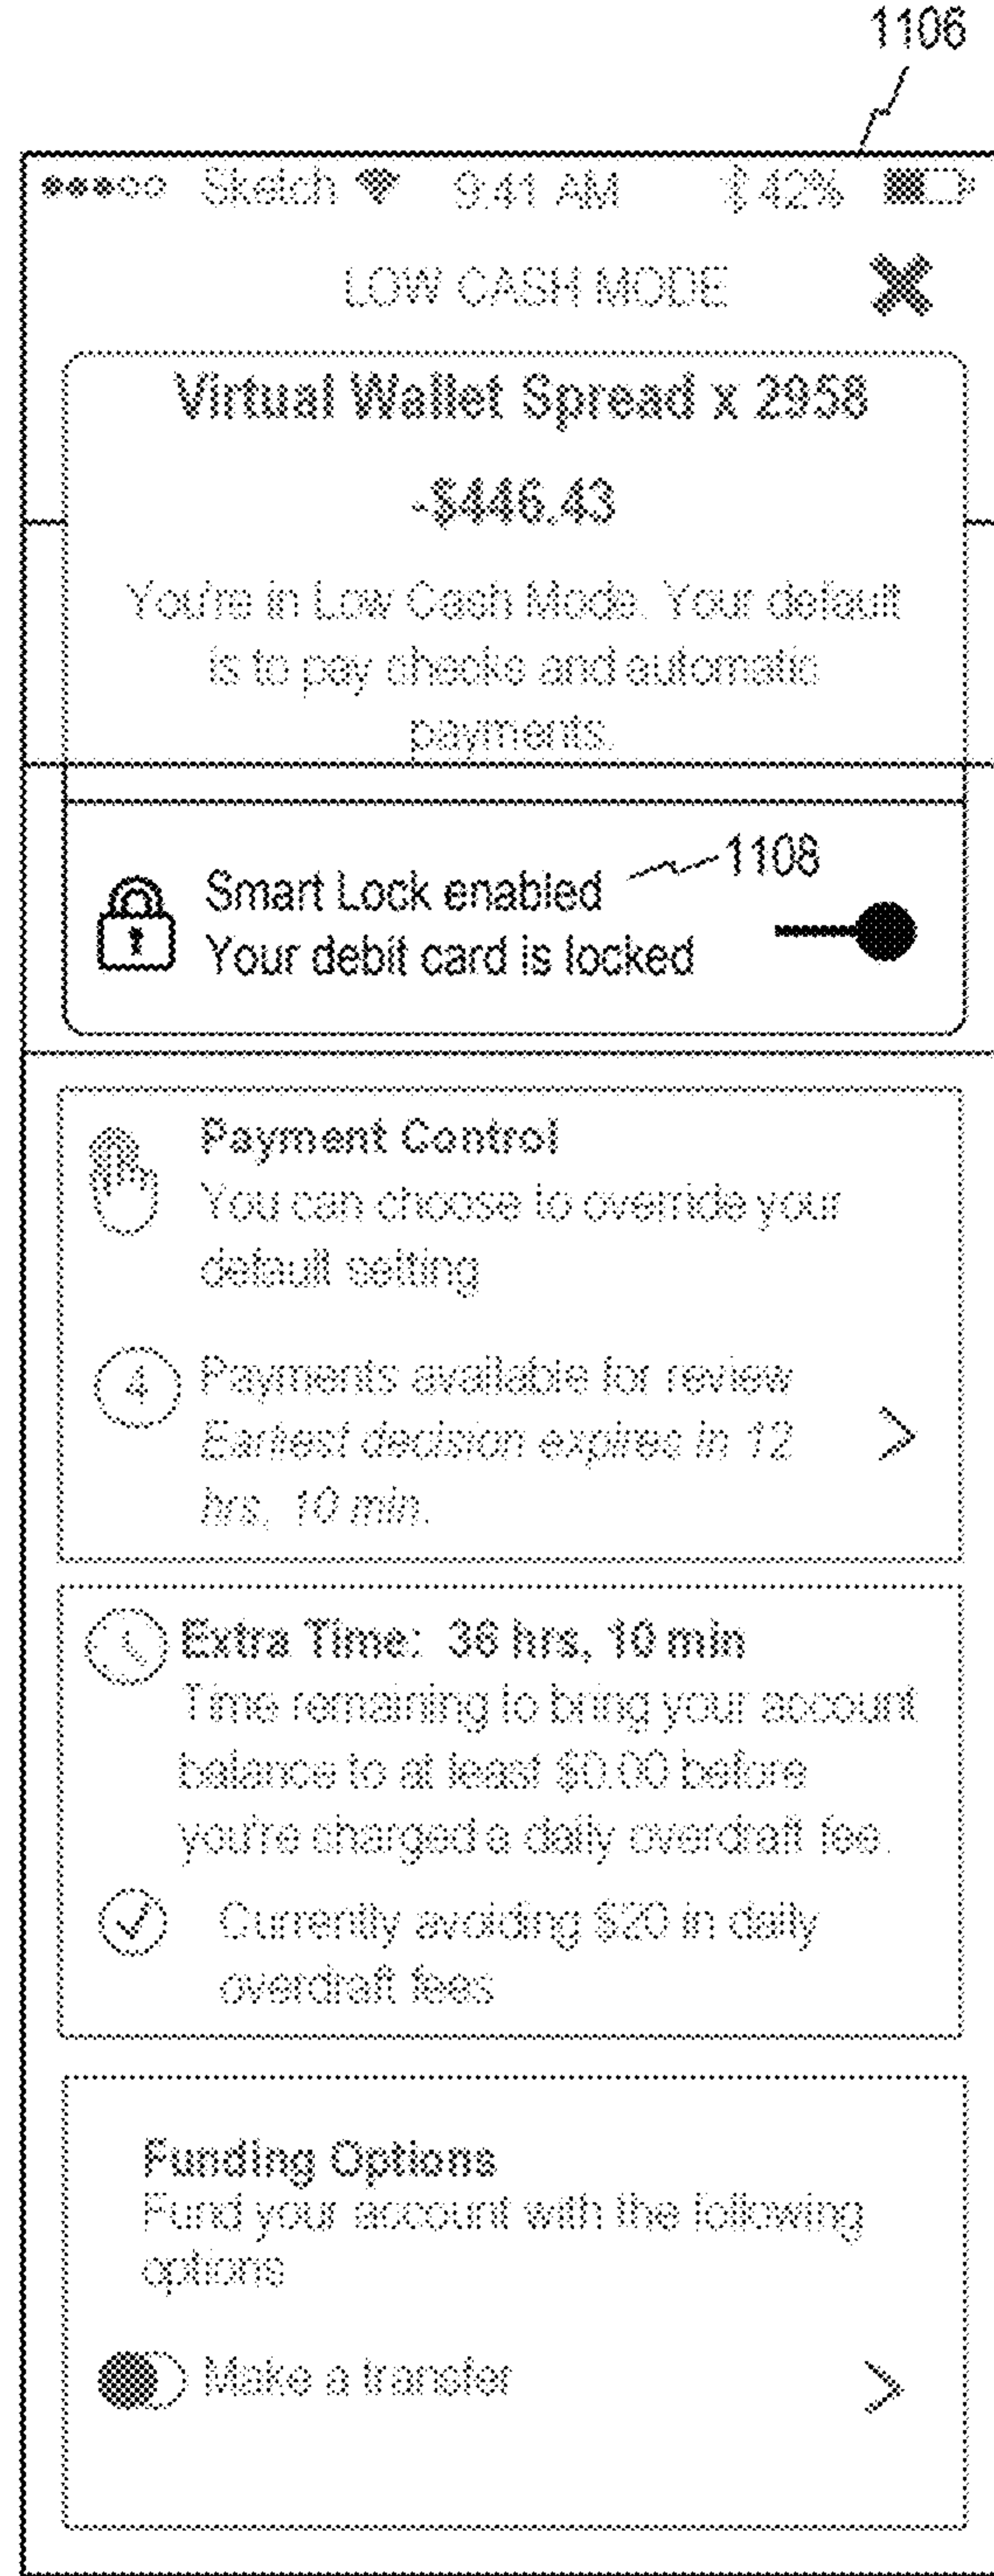 1106
Sketch 9:41 AM 42%
LOW CASH MODE
Virtual Wallet Spread x 2958
-$446.43
You're in Low Cash Mode. Your default
is to pay checks and automatic
payments.
1108
Smart Lock enabled
Your debit card is locked
Payment Control
You can choose to override your
default setting
4 Payments available for review
Earliest decision expires in 12
hrs, 10 min.
Extra Time: 36 hrs, 10 min
Time remaining to bring your account
balance to at least $0.00 before
you're charged a daily overdraft fee.
Currently avoiding $20 in daily
overdraft fees
Funding Options
Fund your account with the following
options
Make a transfer